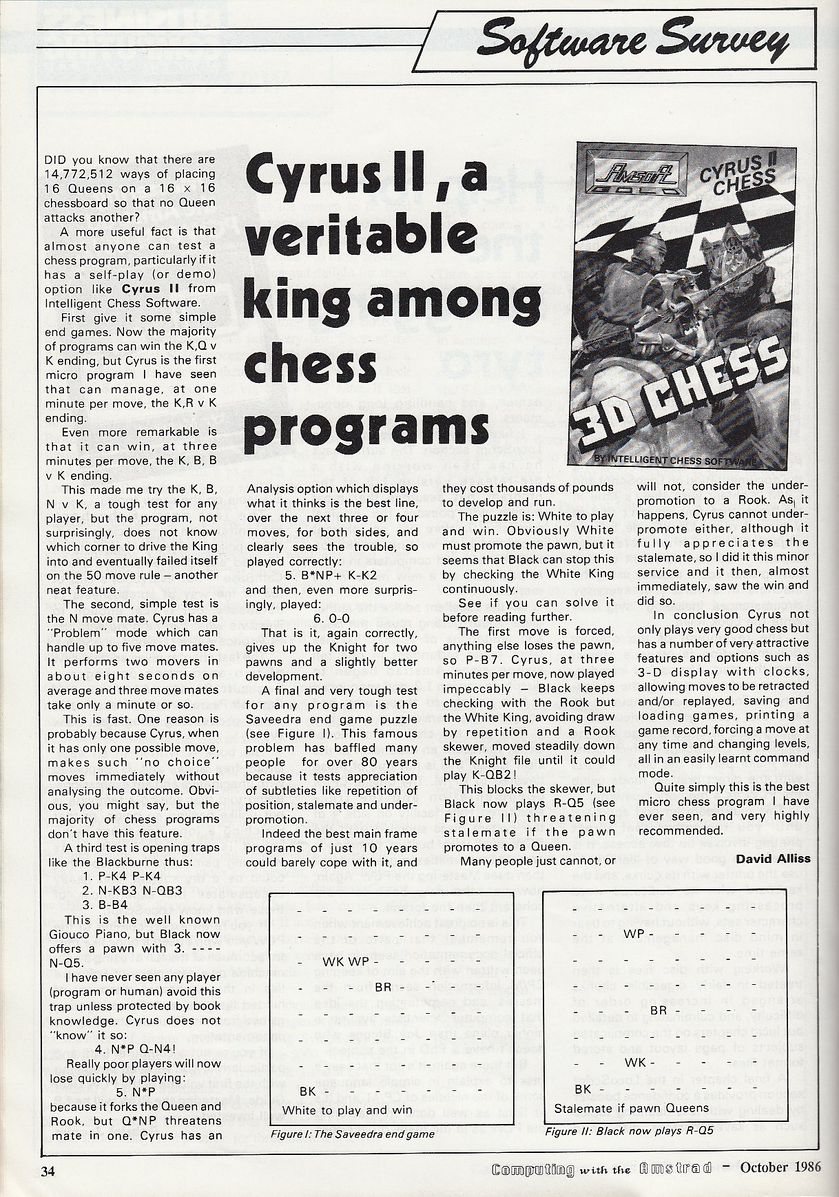 Software Survey
Cyrus II, a
veritable
king among
chess
programs
AMSOFT
GOLD
CYRUS II
CHESS
3D CHESS
BY INTELLIGENT CHESS SOFTWARE
DID you know that there are
14,772,512 ways of placing
16 Queens on a 16 × 16
chessboard so that no Queen
attacks another?
A more useful fact is that
almost anyone can test a
chess program, particularly if it
has a self-play (or demo)
option like Cyrus II from
Intelligent Chess Software.
First give it some simple
end games. Now the majority
of programs can win the K,Q v
K ending, but Cyrus is the first
micro program I have seen
that can manage, at one
minute per move, the K,R v K
ending.
Even more remarkable is
that it can win, at three
minutes per move, the K, B, B
v K ending.
This made me try the K, B,
N v K, a tough test for any
player, but the program, not
surprisingly, does not know
which corner to drive the King
into and eventually failed itself
on the 50 move rule – another
neat feature.
The second, simple test is
the N move mate. Cyrus has a
"Problem" mode which can
handle up to five move mates.
It performs two movers in
about eight seconds on
average and three move mates
take only a minute or so.
This is fast. One reason is
probably because Cyrus, when
it has only one possible move,
makes such "no choice"
moves immediately without
analysing the outcome. Obvi-
ous, you might say, but the
majority of chess programs
don't have this feature.
A third test is opening traps
like the Blackburne thus:
1. P-K4 P-K4
2. N-KB3 N-QB3
3. B-B4
This is the well known
Giouco Piano, but Black now
offers a pawn with 3. - - - -
N-Q5.
I have never seen any player
(program or human) avoid this
trap unless protected by book
knowledge. Cyrus does not
"know" it so:
4. N*P Q-N4!
Really poor players will now
lose quickly by playing:
5. N*P
because it forks the Queen and
Rook, but Q*NP threatens
mate in one. Cyrus has an
Analysis option which displays
what it thinks is the best line,
over the next three or four
moves, for both sides, and
clearly sees the trouble, so
played correctly:
5. B*NP+ K-K2
and then, even more surpris-
ingly, played:
6. O-O
That is it, again correctly,
gives up the Knight for two
pawns and a slightly better
development.
A final and very tough test
for any program is the
Saveedra end game puzzle
(see Figure I). This famous
problem has baffled many
people for over 80 years
because it tests appreciation
of subtleties like repetition of
position, stalemate and under-
promotion.
Indeed the best main frame
programs of just 10 years
could barely cope with it, and
they cost thousands of pounds
to develop and run.
The puzzle is: White to play
and win. Obviously White
must promote the pawn, but it
seems that Black can stop this
by checking the White King
continuously.
See if you can solve it
before reading further.
The first move is forced,
anything else loses the pawn,
so P-B7. Cyrus, at three
minutes per move, now played
impeccably – Black keeps
checking with the Rook but
the White King, avoiding draw
by repetition and a Rook
skewer, moved steadily down
the Knight file until it could
play K-QB2!
This blocks the skewer, but
Black now plays R-Q5 (see
Figure II) threatening
stalemate if the pawn
promotes to a Queen.
Many people just cannot, or
will not, consider the under-
promotion to a Rook. As it
happens, Cyrus cannot under-
promote either, although it
fully appreciates the
stalemate, so I did it this minor
service and it then, almost
immediately, saw the win and
did so.
In conclusion Cyrus not
only plays very good chess but
has a number of very attractive
features and options such as
3-D display with clocks,
allowing moves to be retracted
and/or replayed, saving and
loading games, printing a
game record, forcing a move at
any time and changing levels,
all in an easily learnt command
mode.
Quite simply this is the best
micro chess program I have
ever seen, and very highly
recommended.
David Alliss
- - - - - - - -
- - - - - - - -
- WK WP - - - - -
- - - BR - - - -
- - - - - - - -
- - - - - - - -
- - - - - - - -
BK - - - - - - -
White to play and win
Figure I: The Saveedra end game
- - - - - - - -
- - WP - - - - -
- - - - - - - -
- - - - - - - -
- - - BR - - - -
- - - - - - - -
- - WK - - - - -
BK - - - - - - -
Stalemate if pawn Queens
Figure II: Black now plays R-Q5
34
Computing with the Amstrad – October 1986